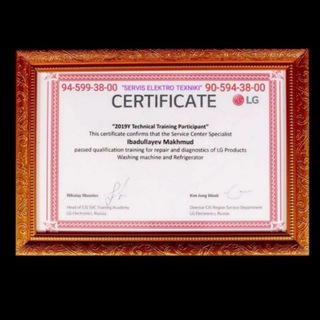 94-599-38-00 "SERVIS ELEKTRO TEXNIKI" 90-594-38-00
CERTIFICATE LG
"2019Y Technical Training Participant"
This certificate confirms that the Service Center Specialist
Ibadullayev Makhmud
passed qualification training for repair and diagnostics of LG Products
Washing machine and Refrigerator
Nikolay
Kim Jong
Head of CIS SVC Training Academy
LG Electronics, Russia
Director CIS Region Service Department
LG Electronics, Russia